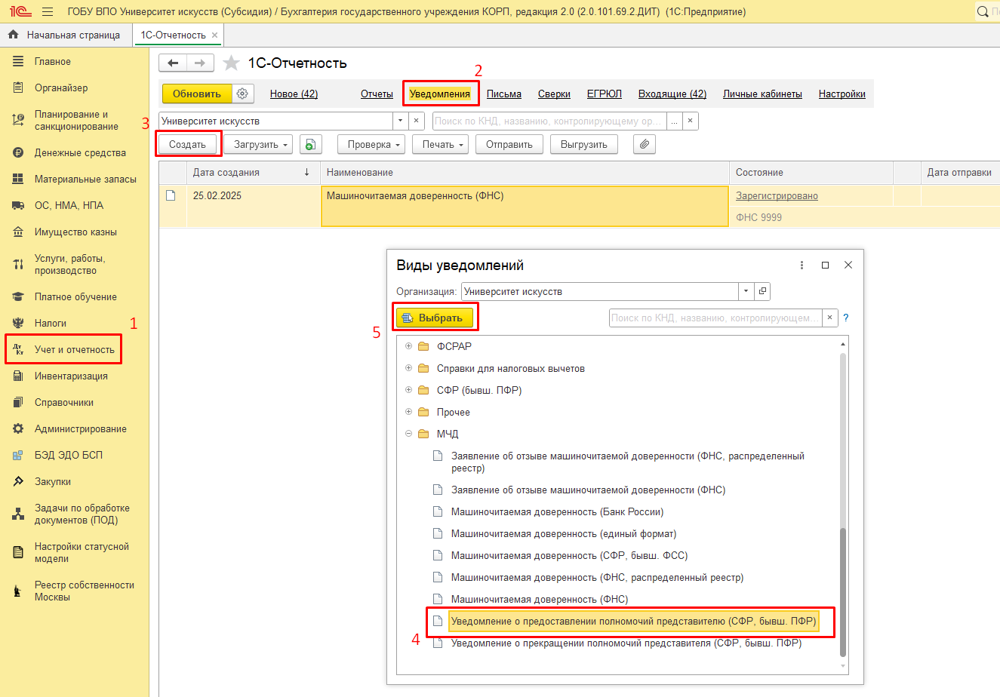 1С ГОБУ ВПО Университет искусств (Субсидия) / Бухгалтерия государственного учреждения КОРП, редакция 2.0 (2.0.101.69.2.ДИТ) (1С:Предприятие)
Начальная страница 1С-Отчетность ×
Главное
Органайзер
Планирование и
санкционирование
Денежные средства
Материальные запасы
ОС, НМА, НПА
Имущество казны
Услуги, работы,
производство
Платное обучение
Налоги
1
Учет и отчетность
Инвентаризация
Справочники
Администрирование
БЭД ЭДО БСП
Закупки
Задачи по обработке
документов (ПОД)
Настройки статусной
модели
Реестр собственности
Москвы
1С-Отчетность
2
Обновить Новое (42) Отчеты Уведомления Письма Сверки ЕГРЮЛ Входящие (42) Личные кабинеты Настройки
3
Университет искусств × Поиск по КНД, названию, контролирующему ор... ... ×
Создать Загрузить Проверка Печать Отправить Выгрузить
Дата создания ↓ Наименование Состояние Дата отправки
25.02.2025 Машиночитаемая доверенность (ФНС) Зарегистрировано
ФНС 9999
Виды уведомлений
Организация: Университет искусств
5
Выбрать Поиск по КНД, названию, контролирующем... × ?
ФСРАР
Справки для налоговых вычетов
СФР (бывш. ПФР)
Прочее
МЧД
Заявление об отзыве машиночитаемой доверенности (ФНС, распределенный
реестр)
Заявление об отзыве машиночитаемой доверенности (ФНС)
Машиночитаемая доверенность (Банк России)
Машиночитаемая доверенность (единый формат)
Машиночитаемая доверенность (СФР, бывш. ФСС)
Машиночитаемая доверенность (ФНС, распределенный реестр)
Машиночитаемая доверенность (ФНС)
4
Уведомление о предоставлении полномочий представителю (СФР, бывш. ПФР)
Уведомление о прекращении полномочий представителя (СФР, бывш. ПФР)